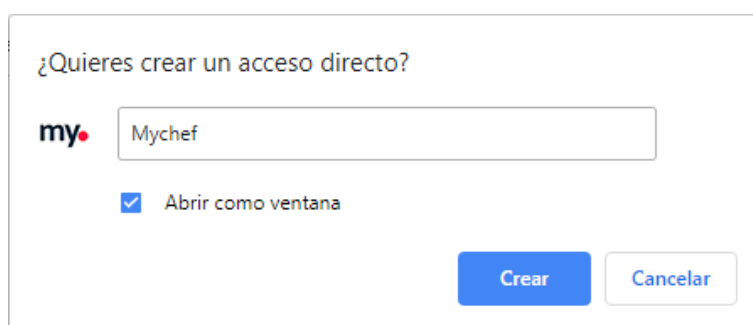 ¿Quieres crear un acceso directo?
my.
Mychef
Abrir como ventana
Crear
Cancelar